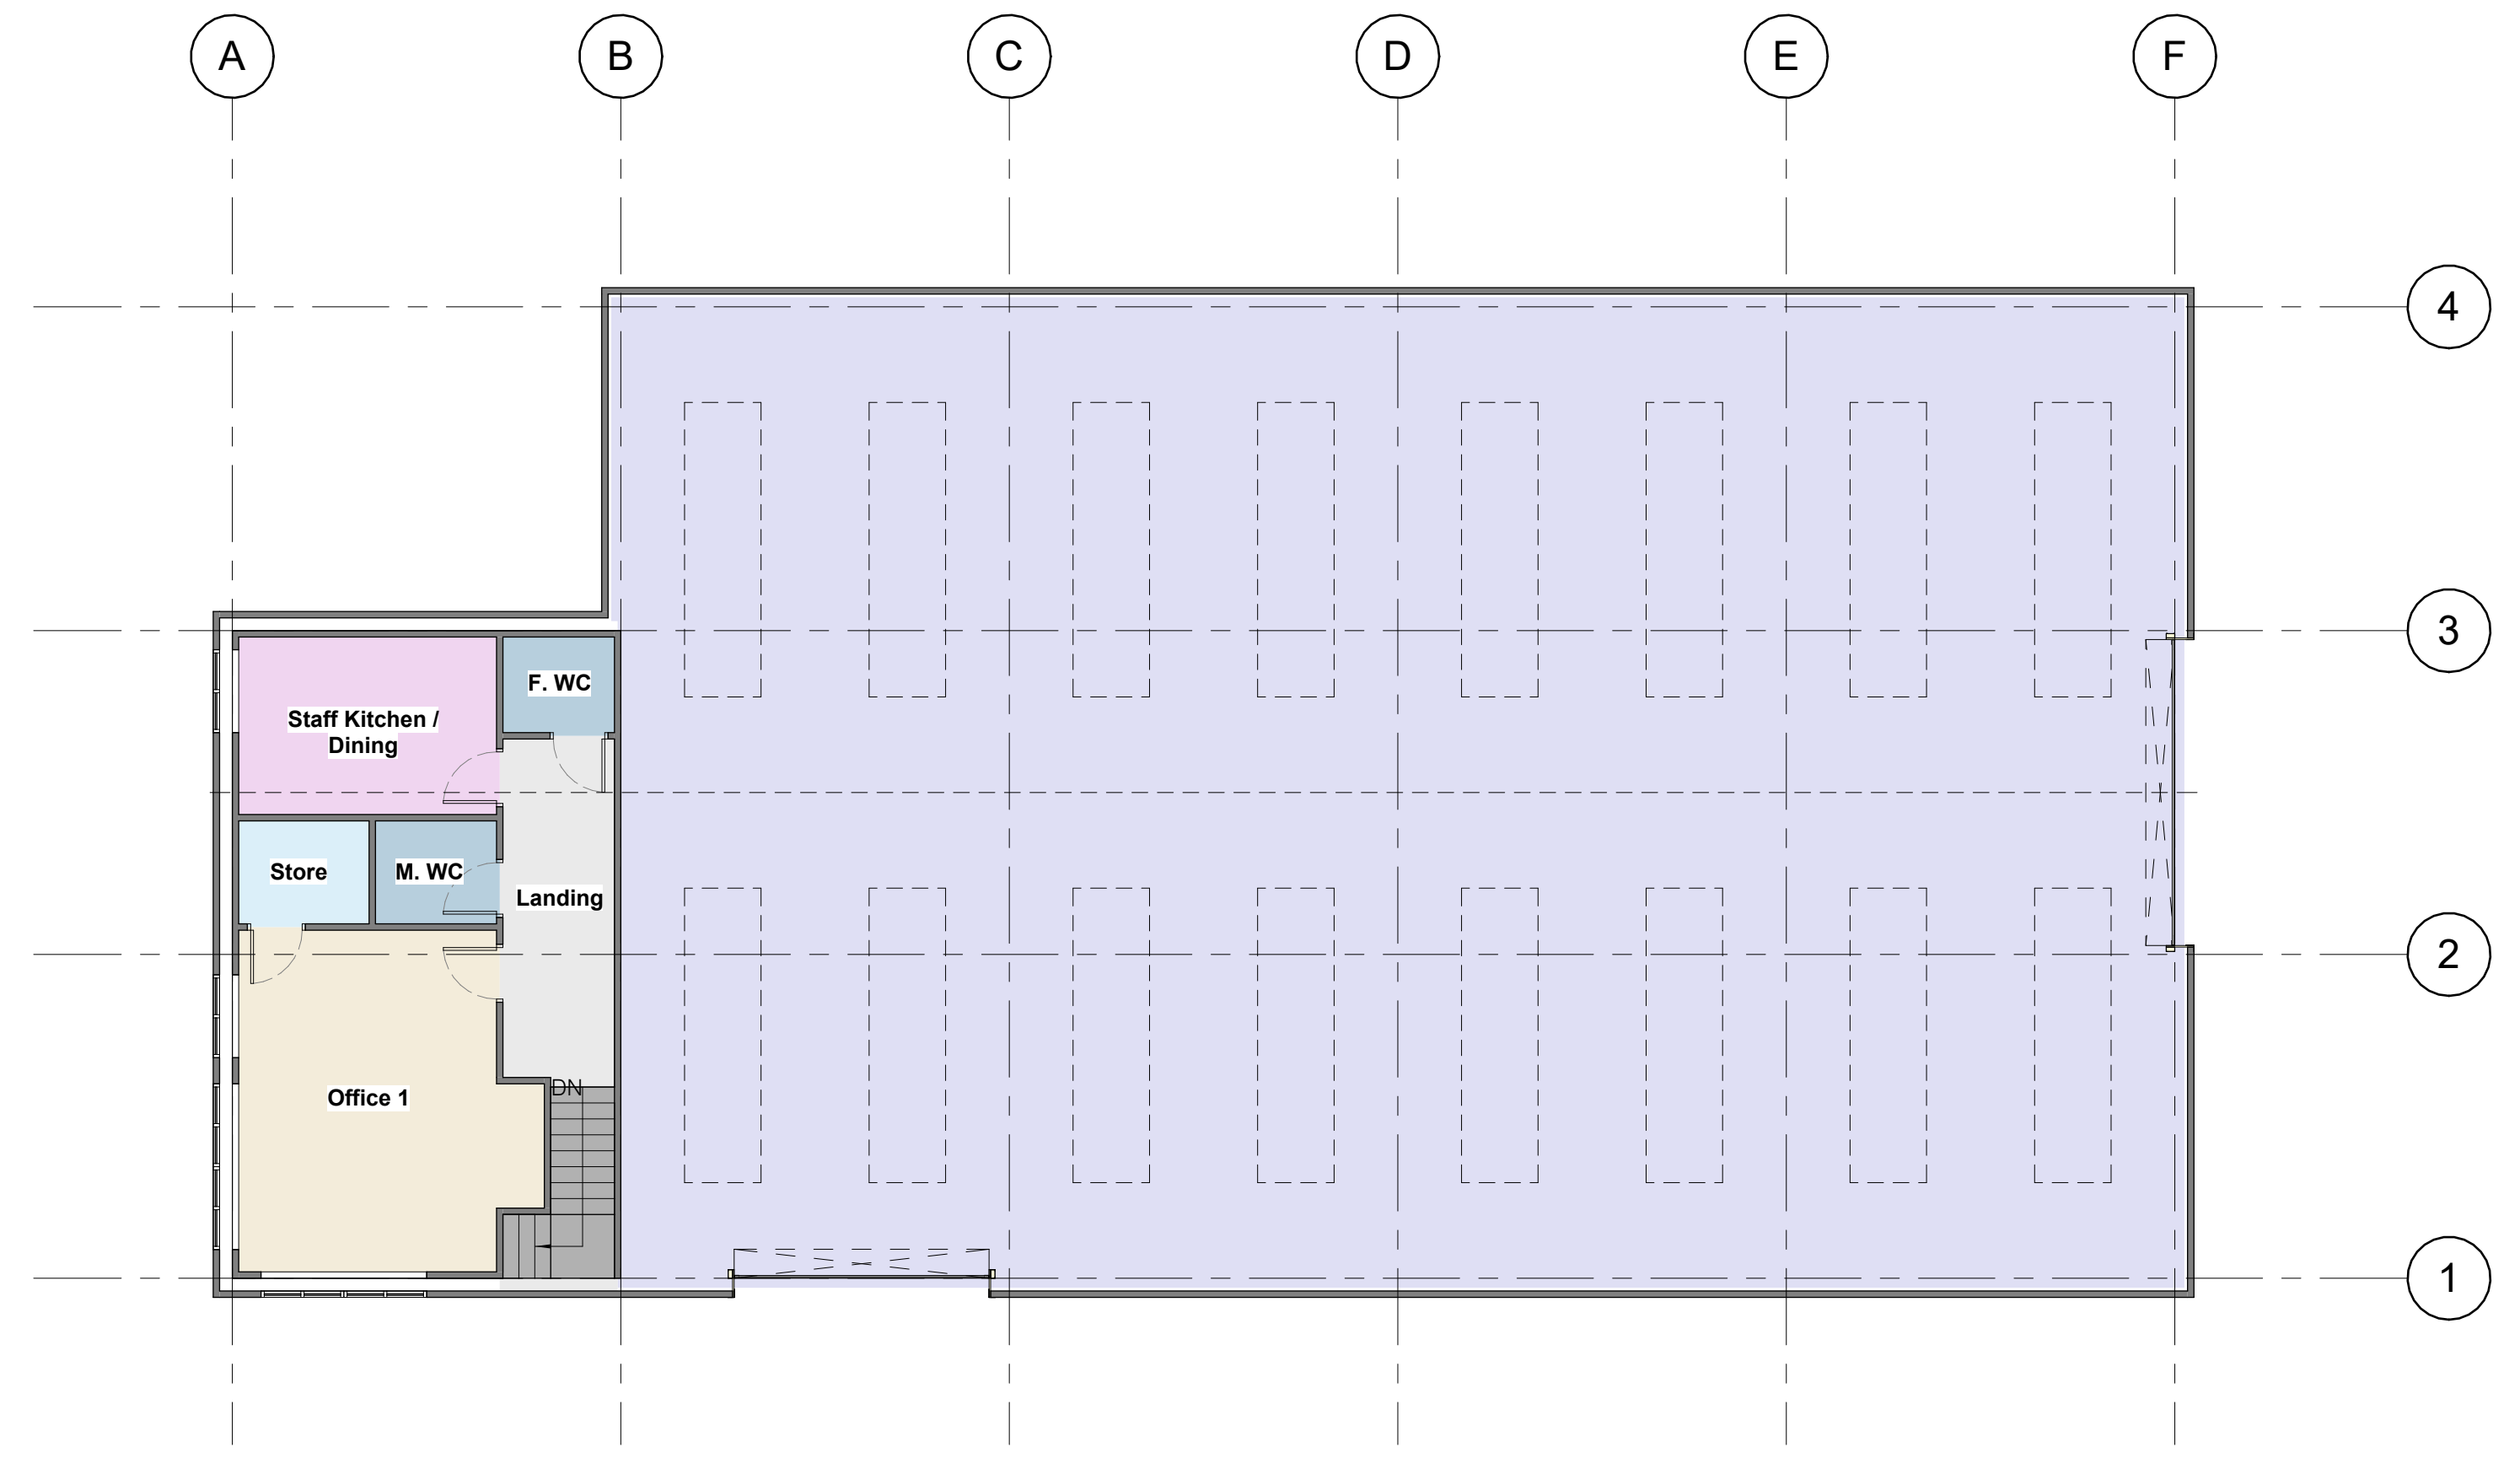 A
B
C
D
E
F
4
3
F. WC
Staff Kitchen /
Dining
Store
M. WC
Landing
2
DN
Office 1
1